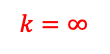 k = ∞